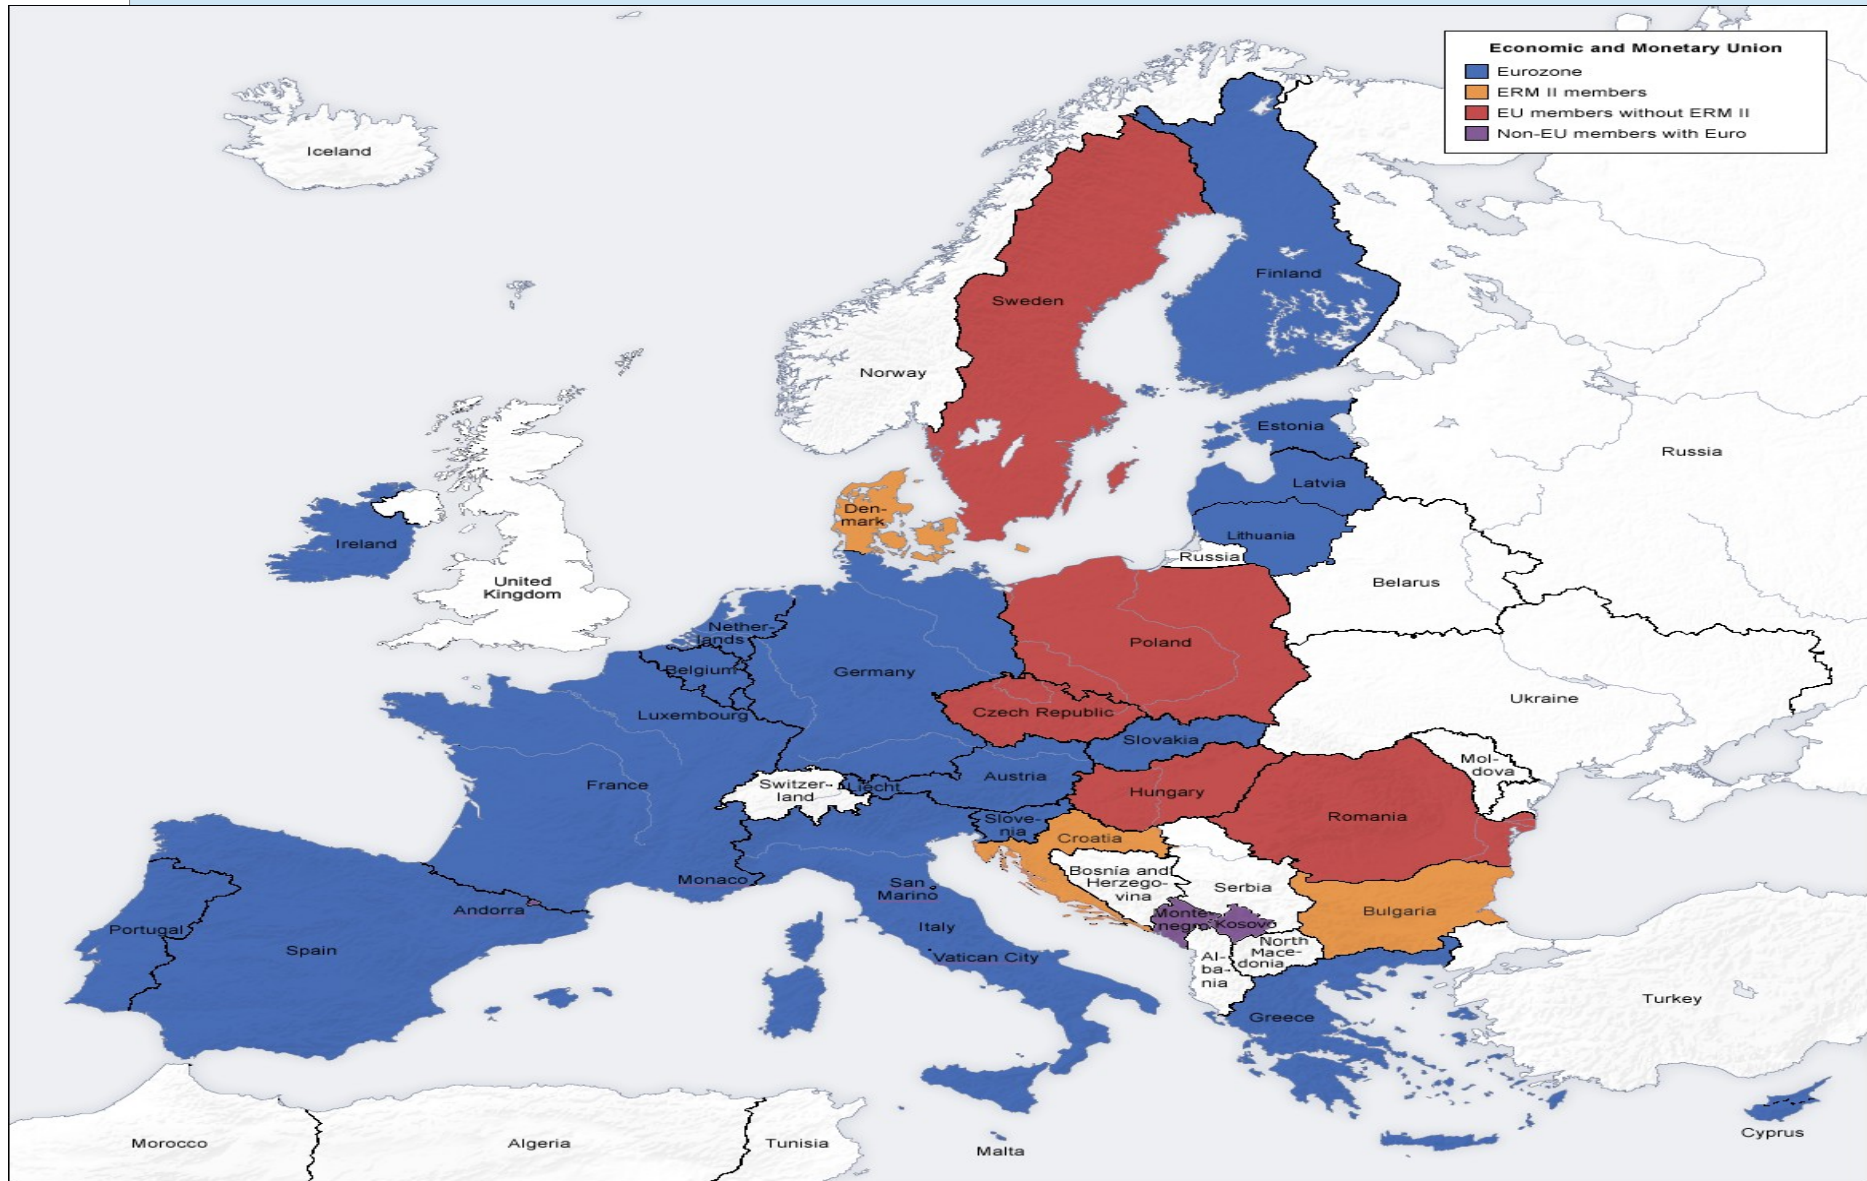 Economic and Monetary Union
Eurozone
ERM II members
EU members without ERM II
Non-EU members with Euro
Iceland
Finland
Sweden
Norway
Estonia
Russia
Latvia
Den-
mark
Lithuania
Ireland
Russia
United
Kingdom
Belarus
Nether-
lands
Poland
Belgium
Germany
Ukraine
Luxembourg
Czech Republic
Slovakia
Mol-
dova
France
Switzer-
land
Liecht.
Austria
Hungary
Slove-
nia
Romania
Croatia
Monaco
San
Marino
Bosnia and
Herzego-
vina
Serbia
Andorra
Portugal
Spain
Italy
Monte-
negro
Kosovo
Bulgaria
Vatican City
North
Mace-
donia
Al-
ba-
nia
Turkey
Greece
Morocco
Algeria
Tunisia
Malta
Cyprus